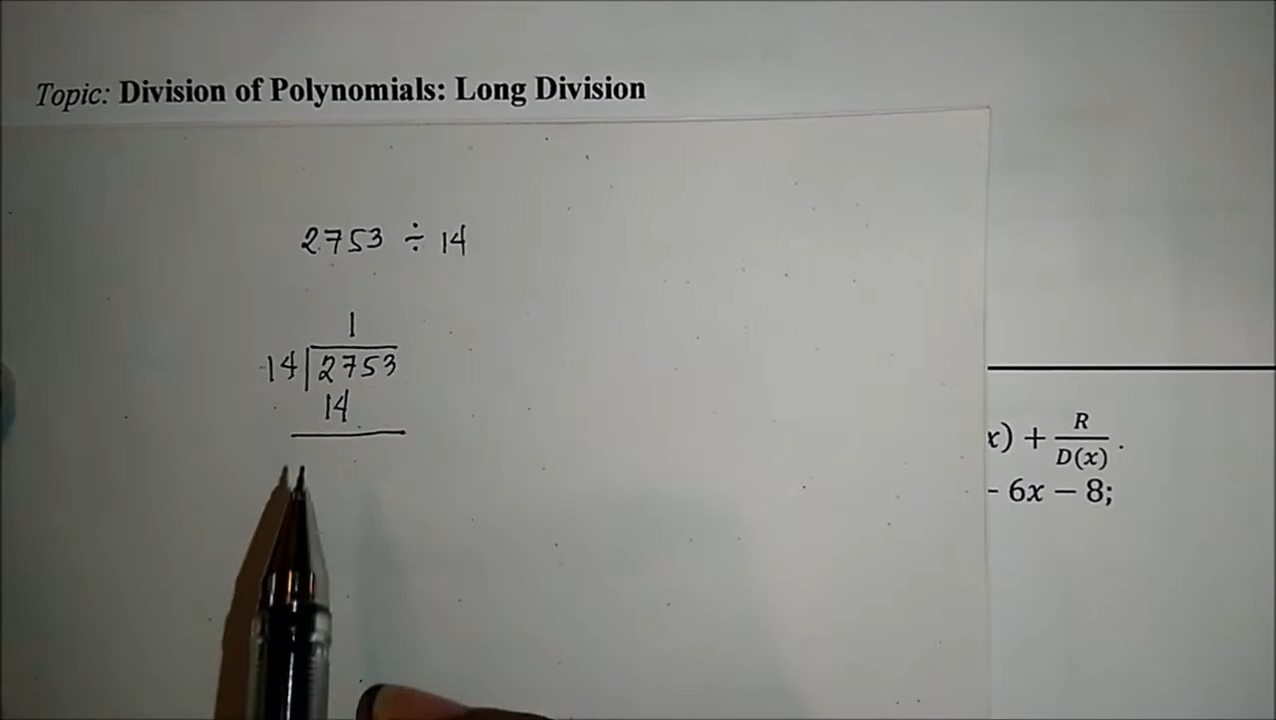 Topic: Division of Polynomials: Long Division
2753 ÷ 14
1
14 2753
14
x) + R/D(x) .
- 6x − 8;